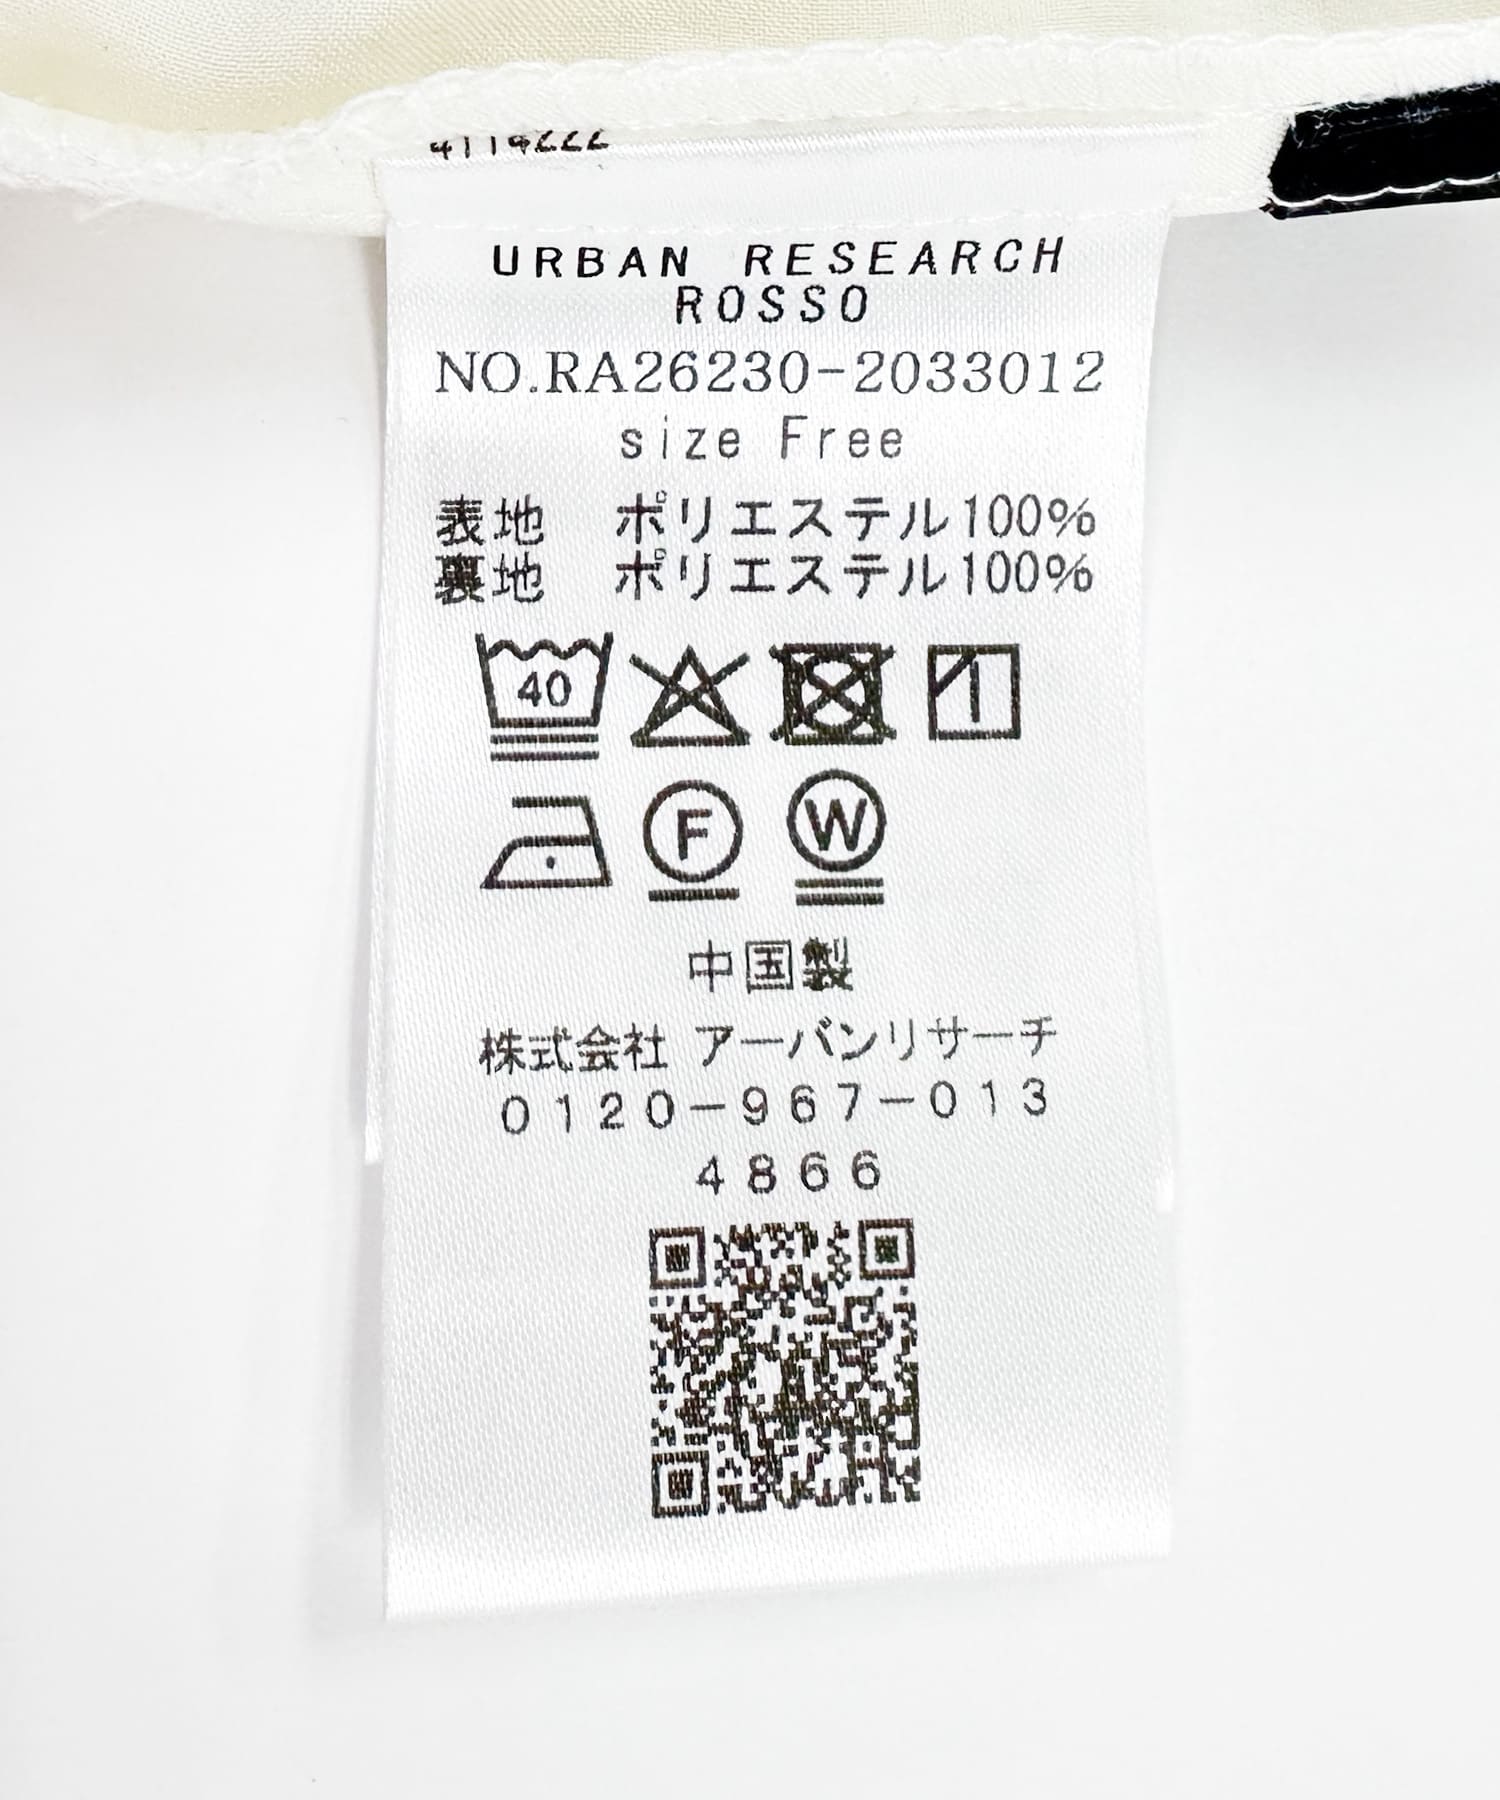 URBAN RESEARCH
ROSSO
NO.RA26230-2033012
size Free
表地 ポリエステル100%
裏地 ポリエステル100%
40
F
W
中国製
株式会社 アーバンリサーチ
0120-967-013
4866